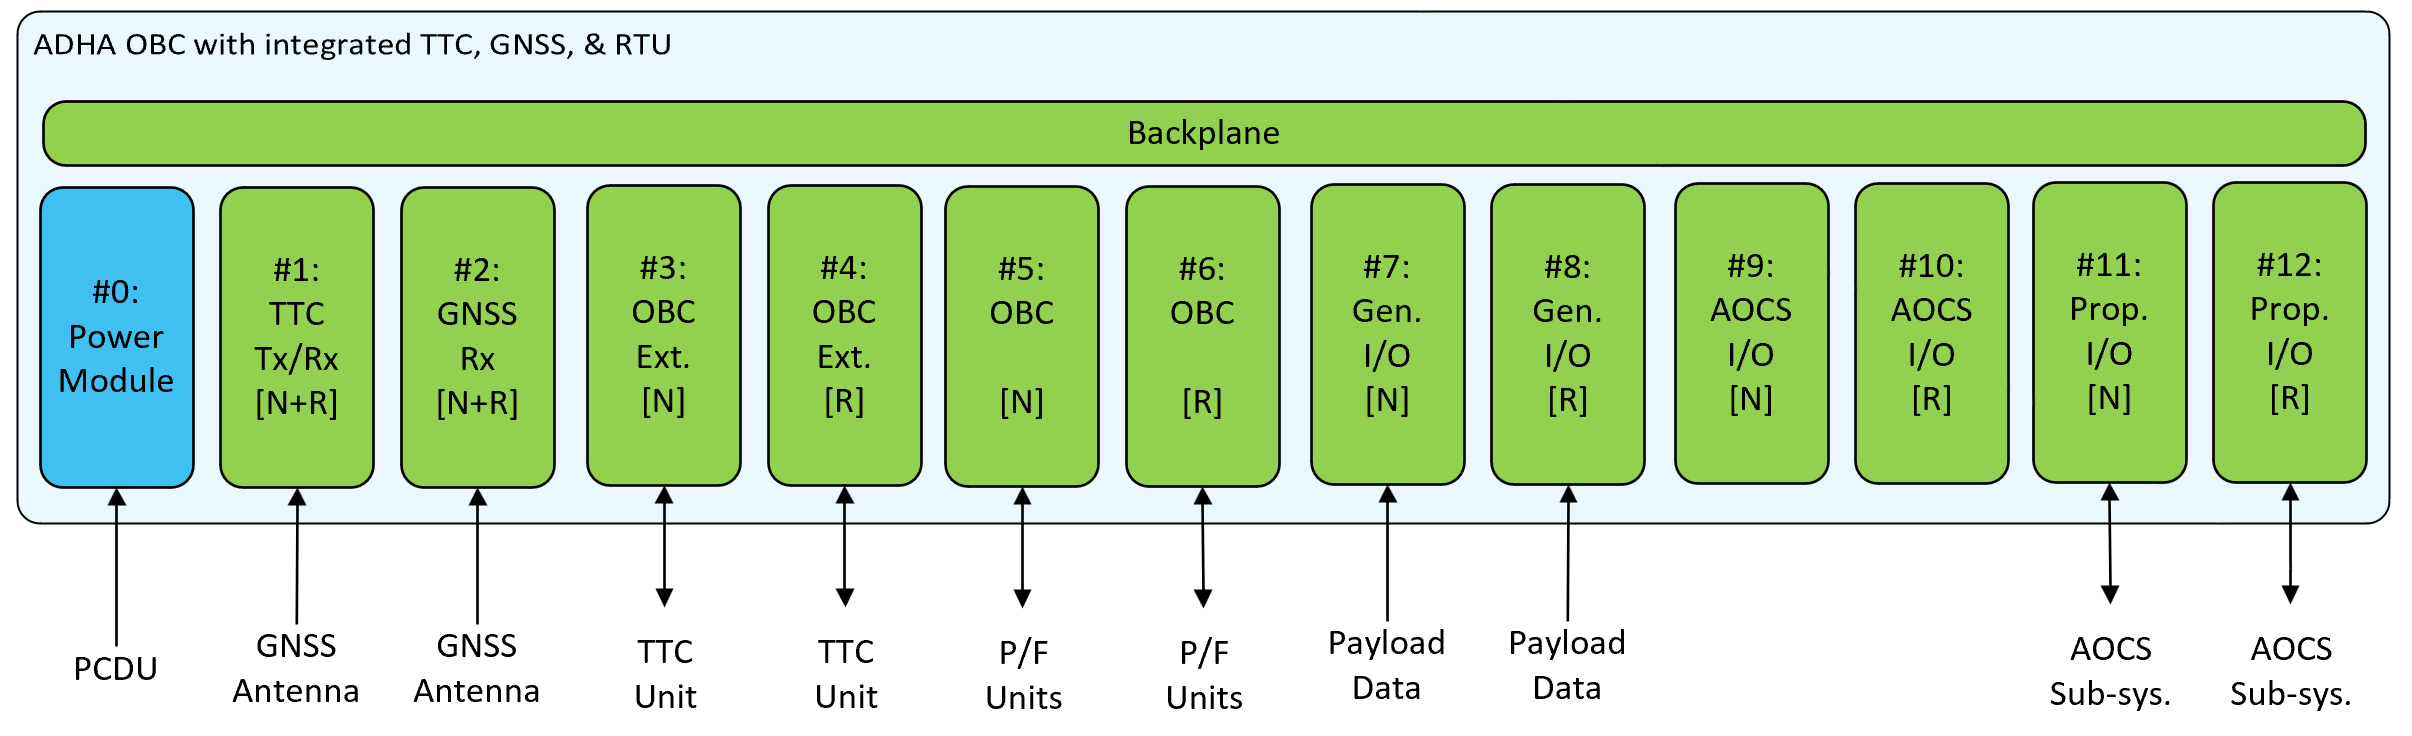 ADHA OBC with integrated TTC, GNSS, & RTU
Backplane
#0:
Power
Module
#1:
TTC
Tx/Rx
[N+R]
#2:
GNSS
Rx
[N+R]
#3:
OBC
Ext.
[N]
#4:
OBC
Ext.
[R]
#5:
OBC
[N]
#6:
OBC
[R]
#7:
Gen.
I/O
[N]
#8:
Gen.
I/O
[R]
#9:
AOCS
I/O
[N]
#10:
AOCS
I/O
[R]
#11:
Prop.
I/O
[N]
#12:
Prop.
I/O
[R]
PCDU
GNSS
Antenna
GNSS
Antenna
TTC
Unit
TTC
Unit
P/F
Units
P/F
Units
Payload
Data
Payload
Data
AOCS
Sub-sys.
AOCS
Sub-sys.